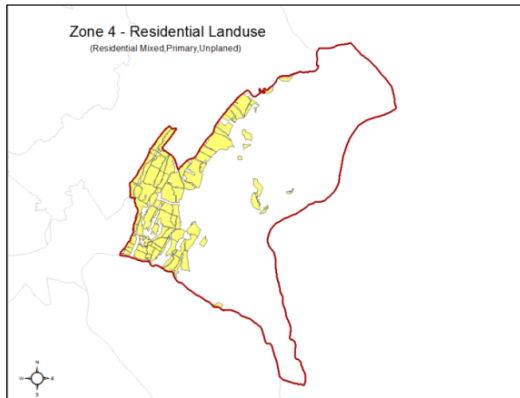 Zone 4 - Residential Landuse
(Residential Mixed,Primary,Unplaned)
N
W E
S